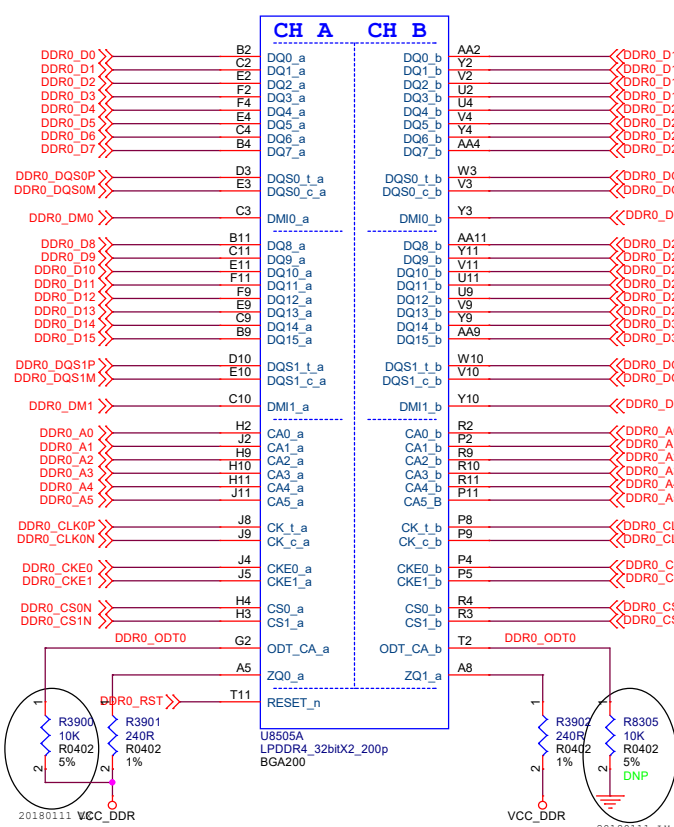 CH A CH B
DDR0_D0 B2 DQ0_a DQ0_b AA2
DDR0_D1 C2 DQ1_a DQ1_b Y2
DDR0_D2 E2 DQ2_a DQ2_b V2
DDR0_D3 F2 DQ3_a DQ3_b U2
DDR0_D4 F4 DQ4_a DQ4_b U4
DDR0_D5 E4 DQ5_a DQ5_b V4
DDR0_D6 C4 DQ6_a DQ6_b Y4
DDR0_D7 B4 DQ7_a DQ7_b AA4
DDR0_DQS0P D3 DQS0_t_a DQS0_t_b W3
DDR0_DQS0M E3 DQS0_c_a DQS0_c_b V3
DDR0_DM0 C3 DMI0_a DMI0_b Y3
DDR0_D8 B11 DQ8_a DQ8_b AA11
DDR0_D9 C11 DQ9_a DQ9_b Y11
DDR0_D10 E11 DQ10_a DQ10_b V11
DDR0_D11 F11 DQ11_a DQ11_b U11
DDR0_D12 F9 DQ12_a DQ12_b U9
DDR0_D13 E9 DQ13_a DQ13_b V9
DDR0_D14 C9 DQ14_a DQ14_b Y9
DDR0_D15 B9 DQ15_a DQ15_b AA9
DDR0_DQS1P D10 DQS1_t_a DQS1_t_b W10
DDR0_DQS1M E10 DQS1_c_a DQS1_c_b V10
DDR0_DM1 C10 DMI1_a DMI1_b Y10
DDR0_A0 H2 CA0_a CA0_b R2
DDR0_A1 J2 CA1_a CA1_b P2
DDR0_A2 H9 CA2_a CA2_b R9
DDR0_A3 H10 CA3_a CA3_b R10
DDR0_A4 H11 CA4_a CA4_b R11
DDR0_A5 J11 CA5_a CA5_B P11
DDR0_CLK0P J8 CK_t_a CK_t_b P8
DDR0_CLK0N J9 CK_c_a CK_c_b P9
DDR0_CKE0 J4 CKE0_a CKE0_b P4
DDR0_CKE1 J5 CKE1_a CKE1_b P5
DDR0_CS0N H4 CS0_a CS0_b R4
DDR0_CS1N H3 CS1_a CS1_b R3
DDR0_ODT0 G2 ODT_CA_a ODT_CA_b T2 DDR0_ODT0
A5 ZQ0_a ZQ1_a A8
DDR0_RST T11 RESET_n
1 1 1 1
R3900 R3901 R3902 R8305
10K 240R 240R 10K
R0402 R0402 R0402 R0402
5% 1% 1% 5%
2 2 2 2 DNP
U8505A
LPDDR4_32bitX2_200p
BGA200
20180111 VCC_DDR VCC_DDR